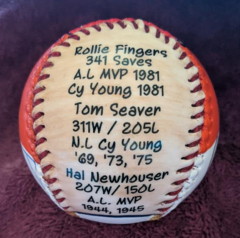 Rollie Fingers
341 Saves
A.L MVP 1981
Cy Young 1981
Tom Seaver
311W / 205L
N.L Cy Young
'69, '73, '75
Hal Newhouser
207W/ 150L
A.L. MVP
1944, 1945